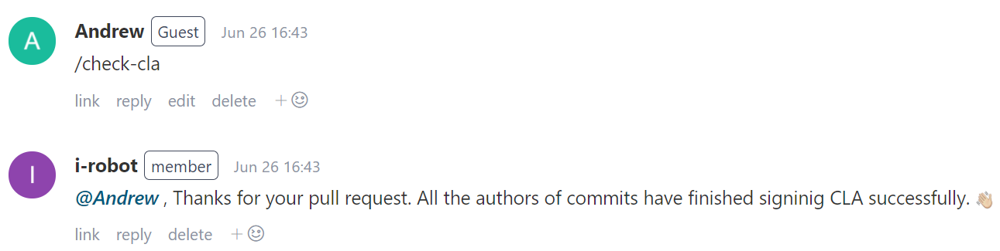 A
Andrew Guest Jun 26 16:43
/check-cla
link reply edit delete +
I
i-robot member Jun 26 16:43
@Andrew , Thanks for your pull request. All the authors of commits have finished signinig CLA successfully. 👋🏼
link reply delete +